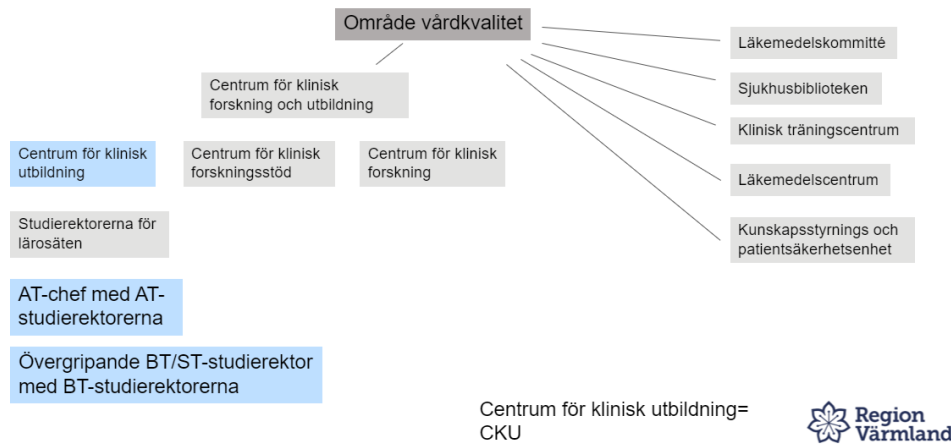 Område vårdkvalitet
Läkemedelskommitté
Centrum för klinisk
forskning och utbildning
Sjukhusbiblioteken
Klinisk träningscentrum
Centrum för klinisk
utbildning
Centrum för klinisk
forskningsstöd
Centrum för klinisk
forskning
Läkemedelscentrum
Studierektorerna för
lärosäten
Kunskapsstyrnings och
patientsäkerhetsenhet
AT-chef med AT-
studierektorerna
Övergripande BT/ST-studierektor
med BT-studierektorerna
Centrum för klinisk utbildning=
CKU
Region
Värmland